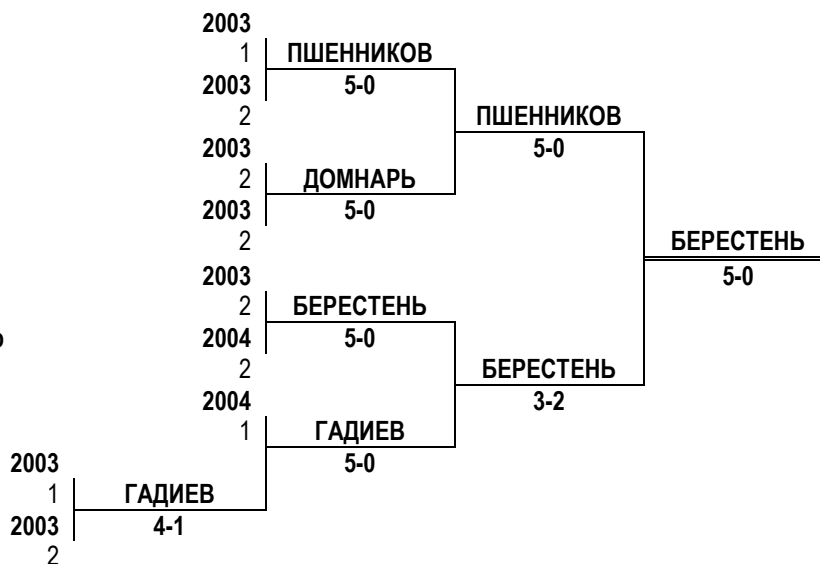 2003
1 ПШЕННИКОВ
2003 5-0
2 ПШЕННИКОВ
2003 5-0
2 ДОМНАРЬ
2003 5-0
2 БЕРЕСТЕНЬ
2003 5-0
2 БЕРЕСТЕНЬ
2004 5-0
2 БЕРЕСТЕНЬ
2004 3-2
1 ГАДИЕВ
2003 5-0
1 ГАДИЕВ
2003 4-1
2